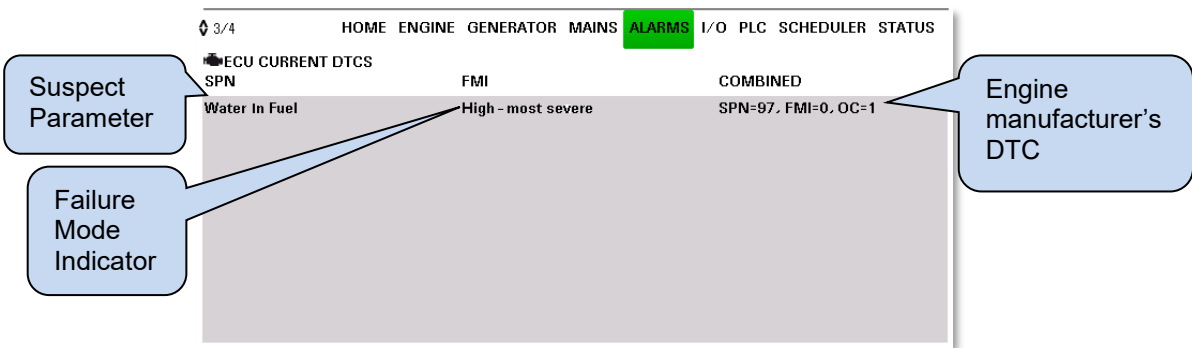 3/4 HOME ENGINE GENERATOR MAINS ALARMS I/O PLC SCHEDULER STATUS
ECU CURRENT DTCS
SPN FMI COMBINED
Water In Fuel High - most severe SPN=97, FMI=0, OC=1
Suspect
Parameter
Failure
Mode
Indicator
Engine
manufacturer’s
DTC